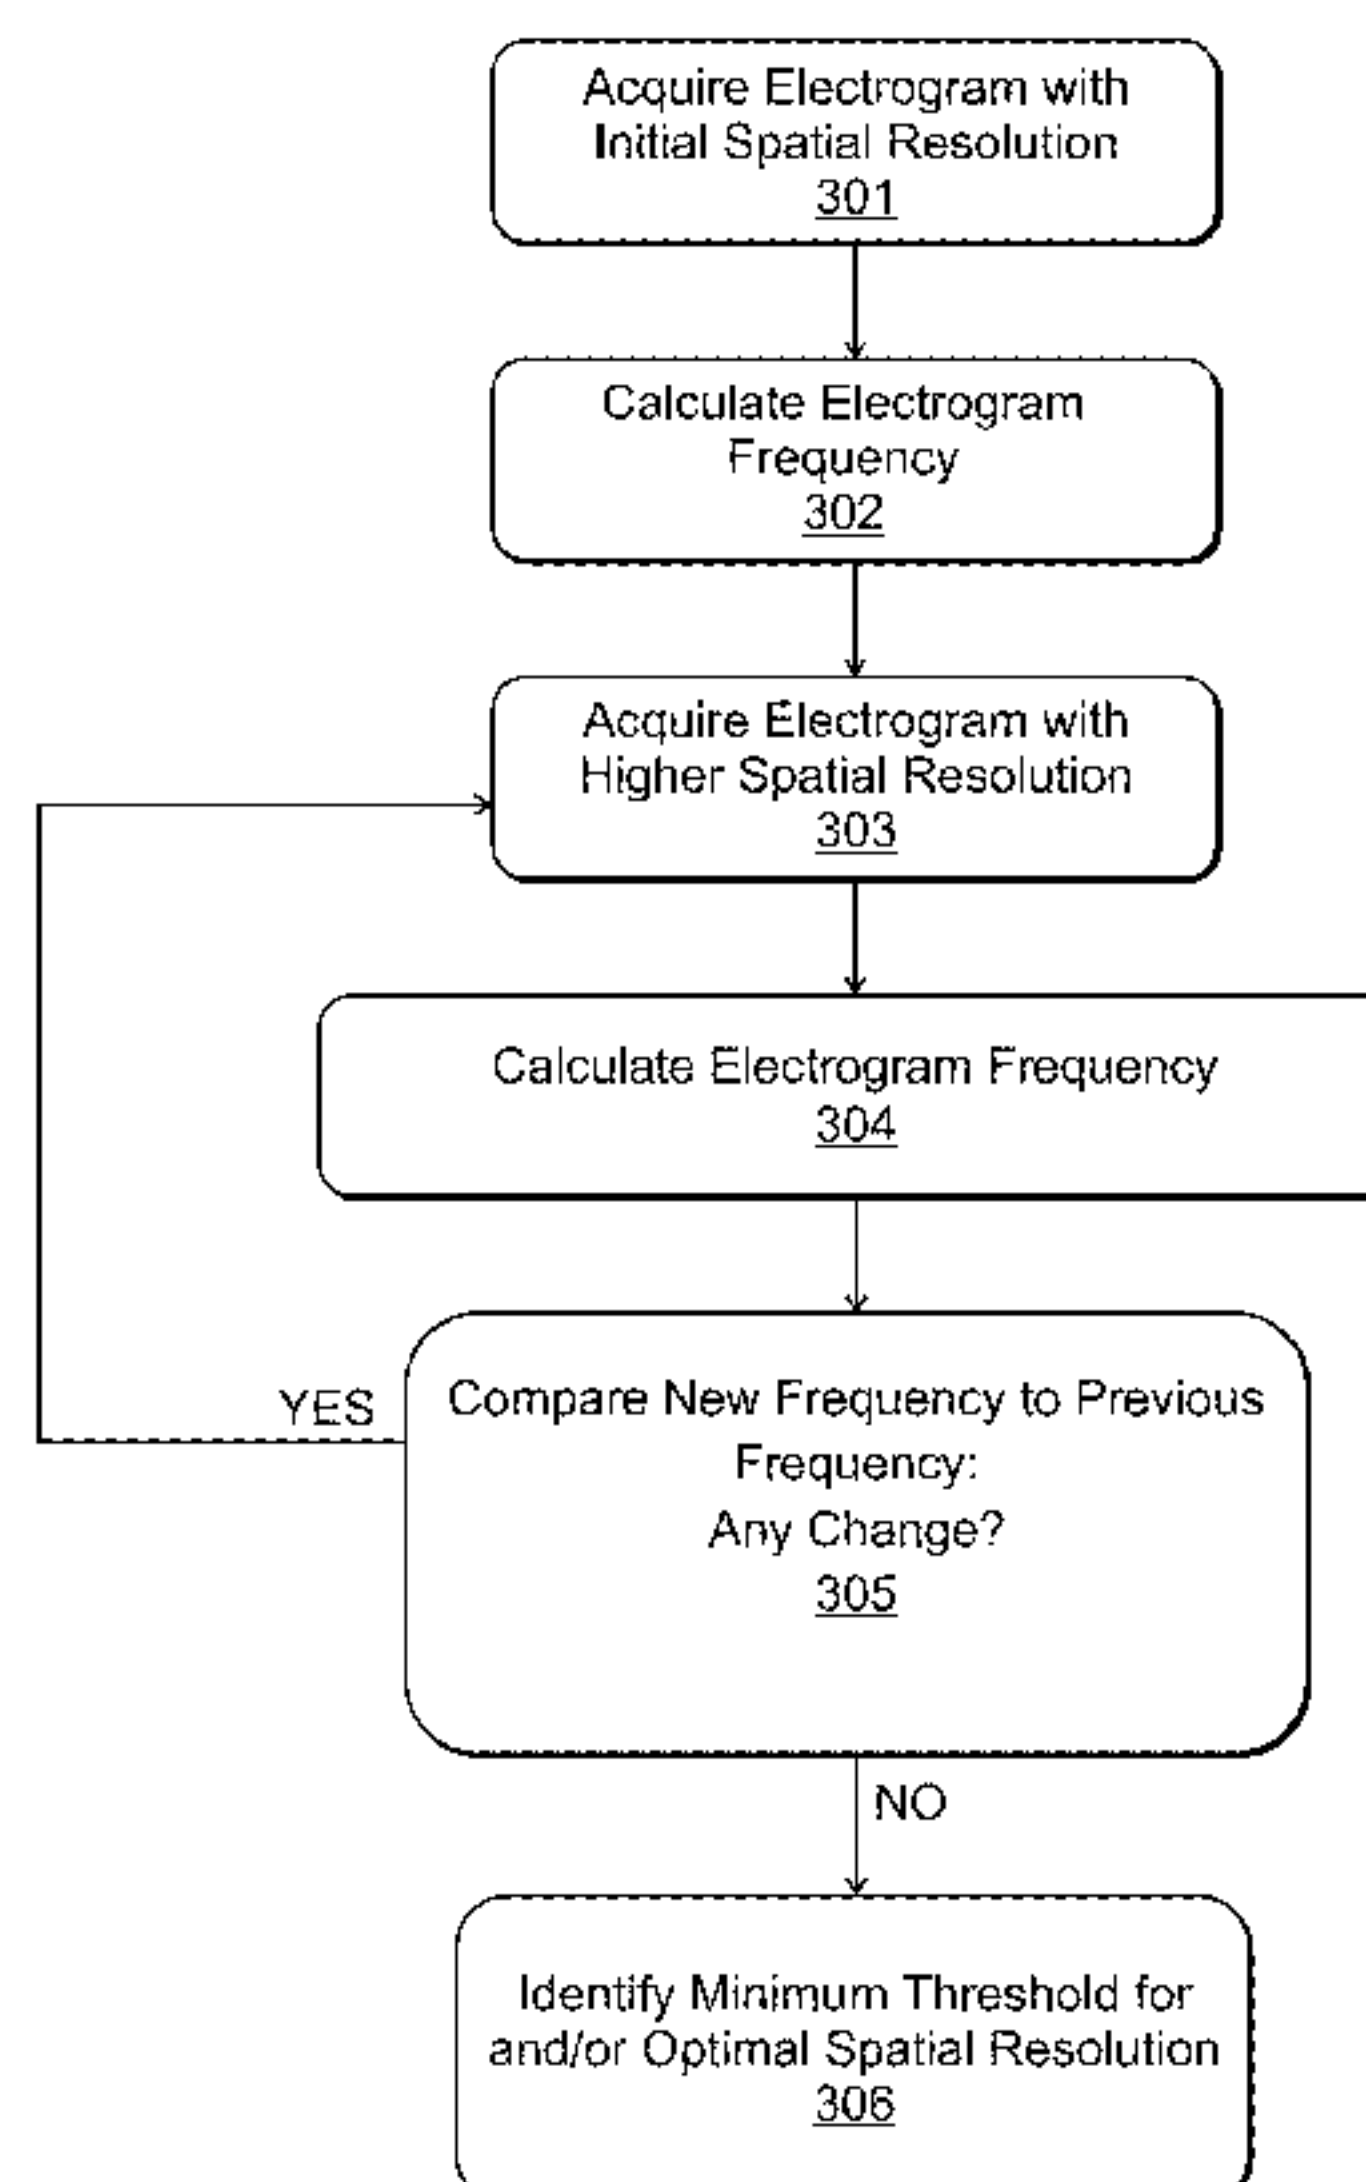 Acquire Electrogram with
Initial Spatial Resolution
301
Calculate Electrogram
Frequency
302
Acquire Electrogram with
Higher Spatial Resolution
303
Calculate Electrogram Frequency
304
YES
Compare New Frequency to Previous
Frequency:
Any Change?
305
NO
Identify Minimum Threshold for
and/or Optimal Spatial Resolution
306